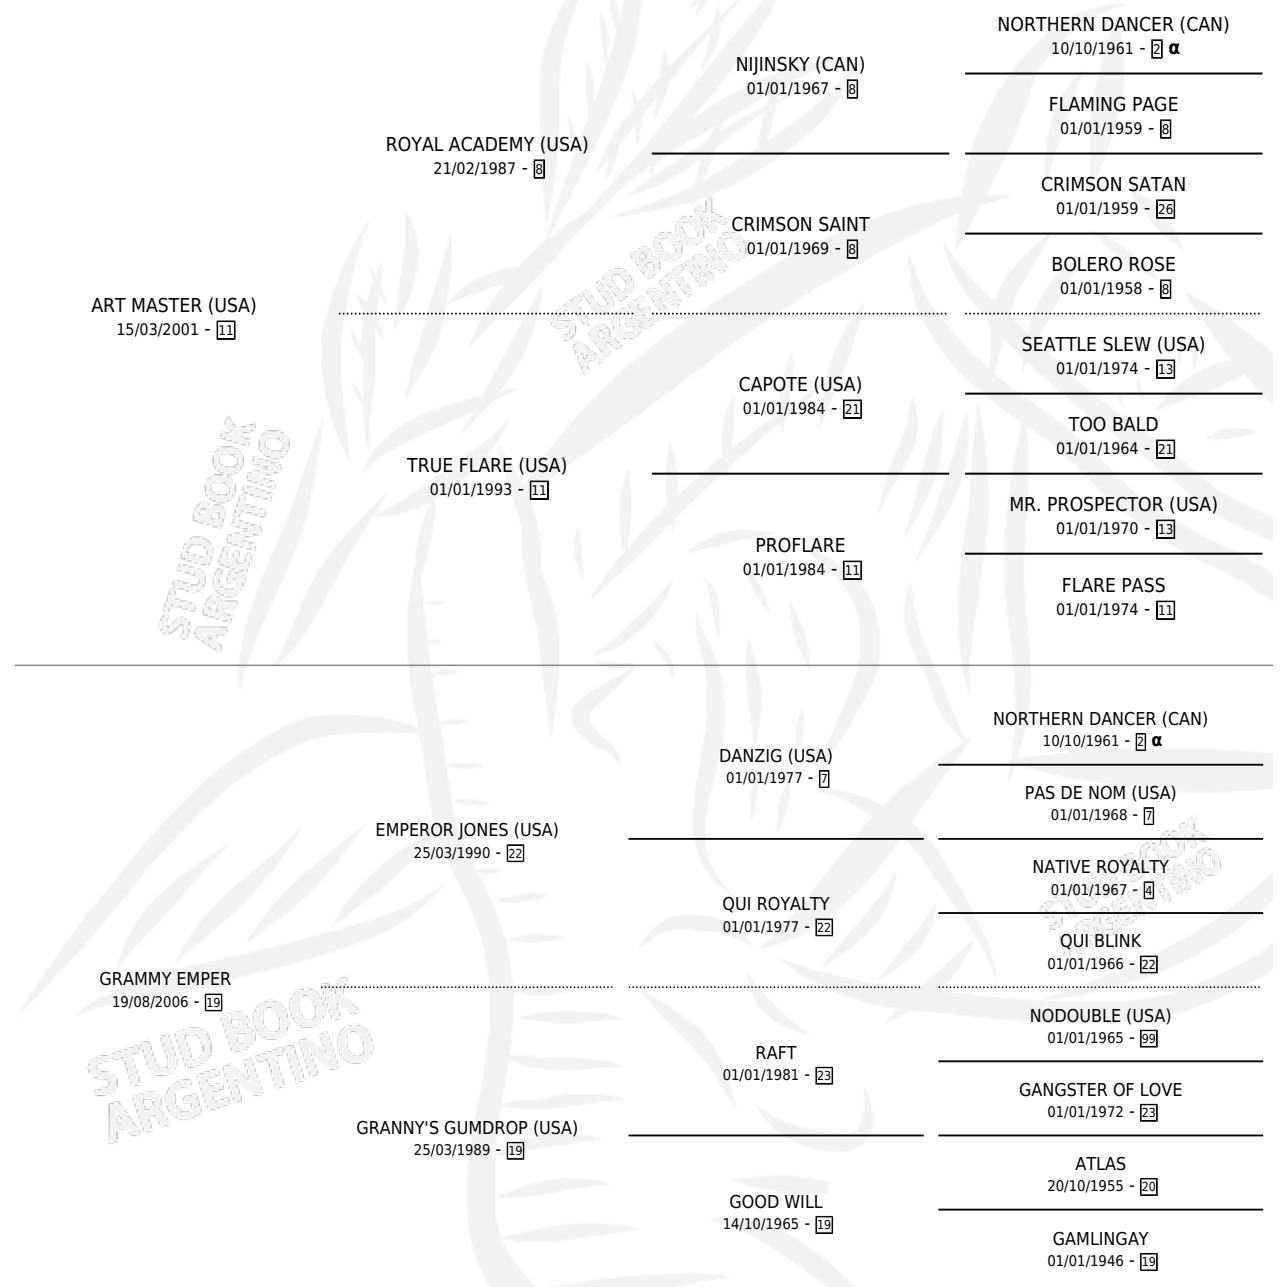 NORTHERN DANCER (CAN)
10/10/1961 - 2 α
NIJINSKY (CAN)
01/01/1967 - 8
FLAMING PAGE
01/01/1959 - 8
ROYAL ACADEMY (USA)
21/02/1987 - 8
CRIMSON SATAN
01/01/1959 - 26
CRIMSON SAINT
01/01/1969 - 8
BOLERO ROSE
01/01/1958 - 8
ART MASTER (USA)
15/03/2001 - 11
SEATTLE SLEW (USA)
01/01/1974 - 13
CAPOTE (USA)
01/01/1984 - 21
TOO BALD
01/01/1964 - 21
TRUE FLARE (USA)
01/01/1993 - 11
MR. PROSPECTOR (USA)
01/01/1970 - 13
PROFLARE
01/01/1984 - 11
FLARE PASS
01/01/1974 - 11
NORTHERN DANCER (CAN)
10/10/1961 - 2 α
DANZIG (USA)
01/01/1977 - 7
PAS DE NOM (USA)
01/01/1968 - 7
EMPEROR JONES (USA)
25/03/1990 - 22
NATIVE ROYALTY
01/01/1967 - 4
QUI ROYALTY
01/01/1977 - 22
QUI BLINK
01/01/1966 - 22
GRAMMY EMPER
19/08/2006 - 19
NODOUBLE (USA)
01/01/1965 - 99
RAFT
01/01/1981 - 23
GANGSTER OF LOVE
01/01/1972 - 23
GRANNY'S GUMDROP (USA)
25/03/1989 - 19
ATLAS
20/10/1955 - 20
GOOD WILL
14/10/1965 - 19
GAMLINGAY
01/01/1946 - 19
STUD BOOK
ARGENTINO
STUD BOOK
ARGENTINO
STUD BOOK
ARGENTINO
STUD BOOK
ARGENTINO